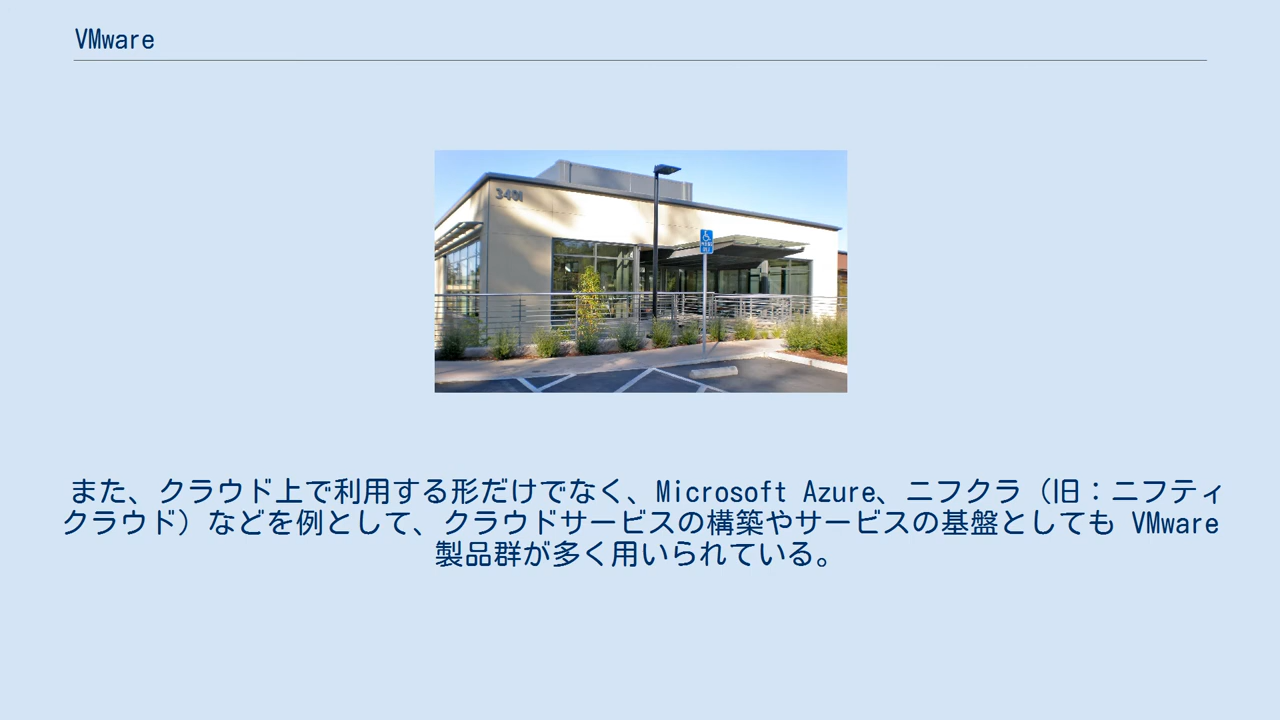 VMware
3401
また、クラウド上で利用する形だけでなく、Microsoft Azure、ニフクラ（旧：ニフティ
クラウド）などを例として、クラウドサービスの構築やサービスの基盤としても VMware
製品群が多く用いられている。